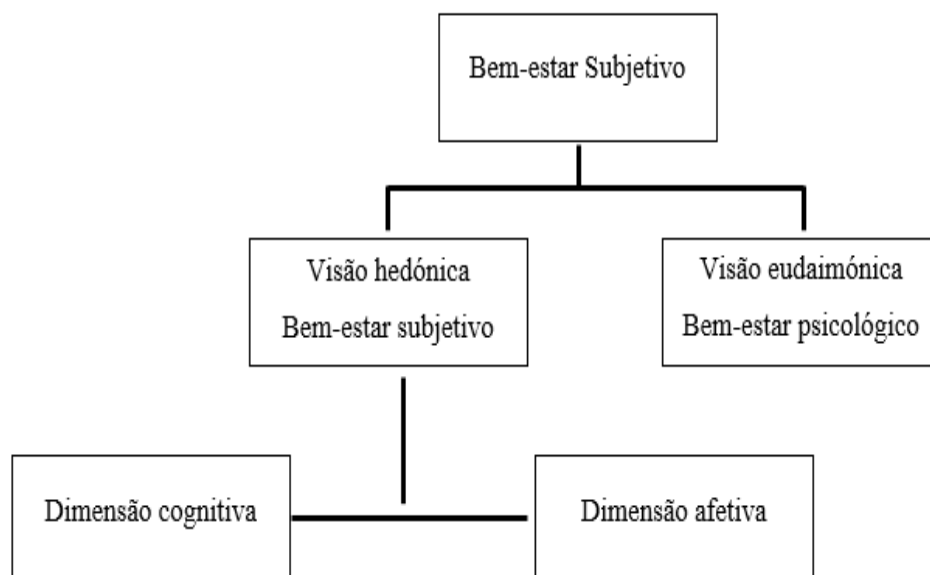 Bem-estar Subjetivo
Visão hedónica
Bem-estar subjetivo
Visão eudaimónica
Bem-estar psicológico
Dimensão cognitiva
Dimensão afetiva